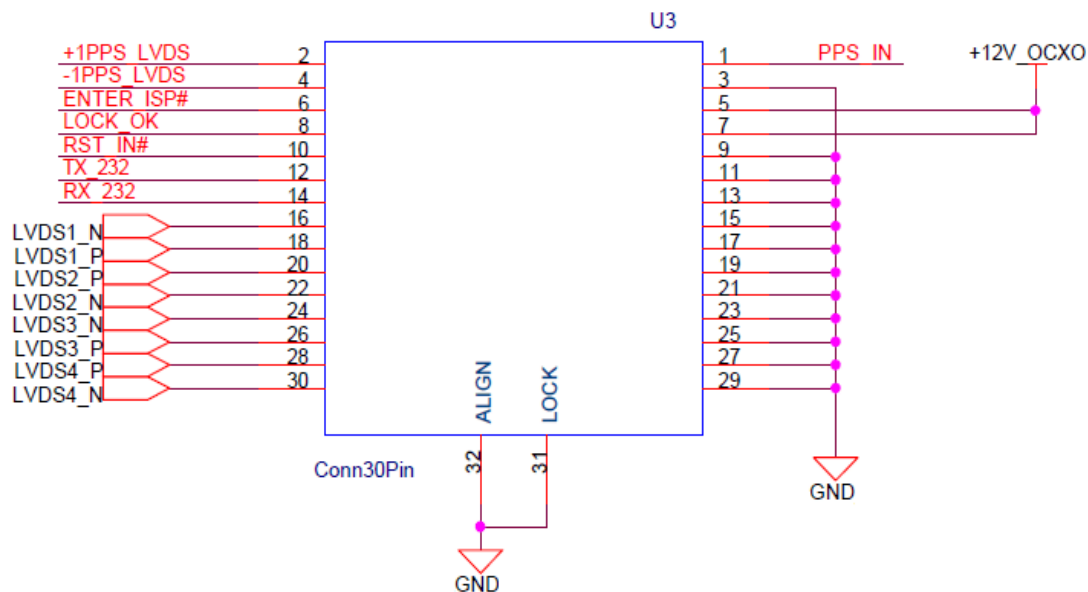 U3
+1PPS_LVDS 2 1 PPS_IN +12V_OCXO
-1PPS_LVDS 4 3
ENTER_ISP# 6 5
LOCK_OK 8 7
RST_IN# 10 9
TX_232 12 11
RX_232 14 13
LVDS1_N 16 15
LVDS1_P 18 17
LVDS2_P 20 19
LVDS2_N 22 21
LVDS3_N 24 23
LVDS3_P 26 25
LVDS4_P 28 27
LVDS4_N 30 29
ALIGN LOCK
32 31
Conn30Pin
GND
GND